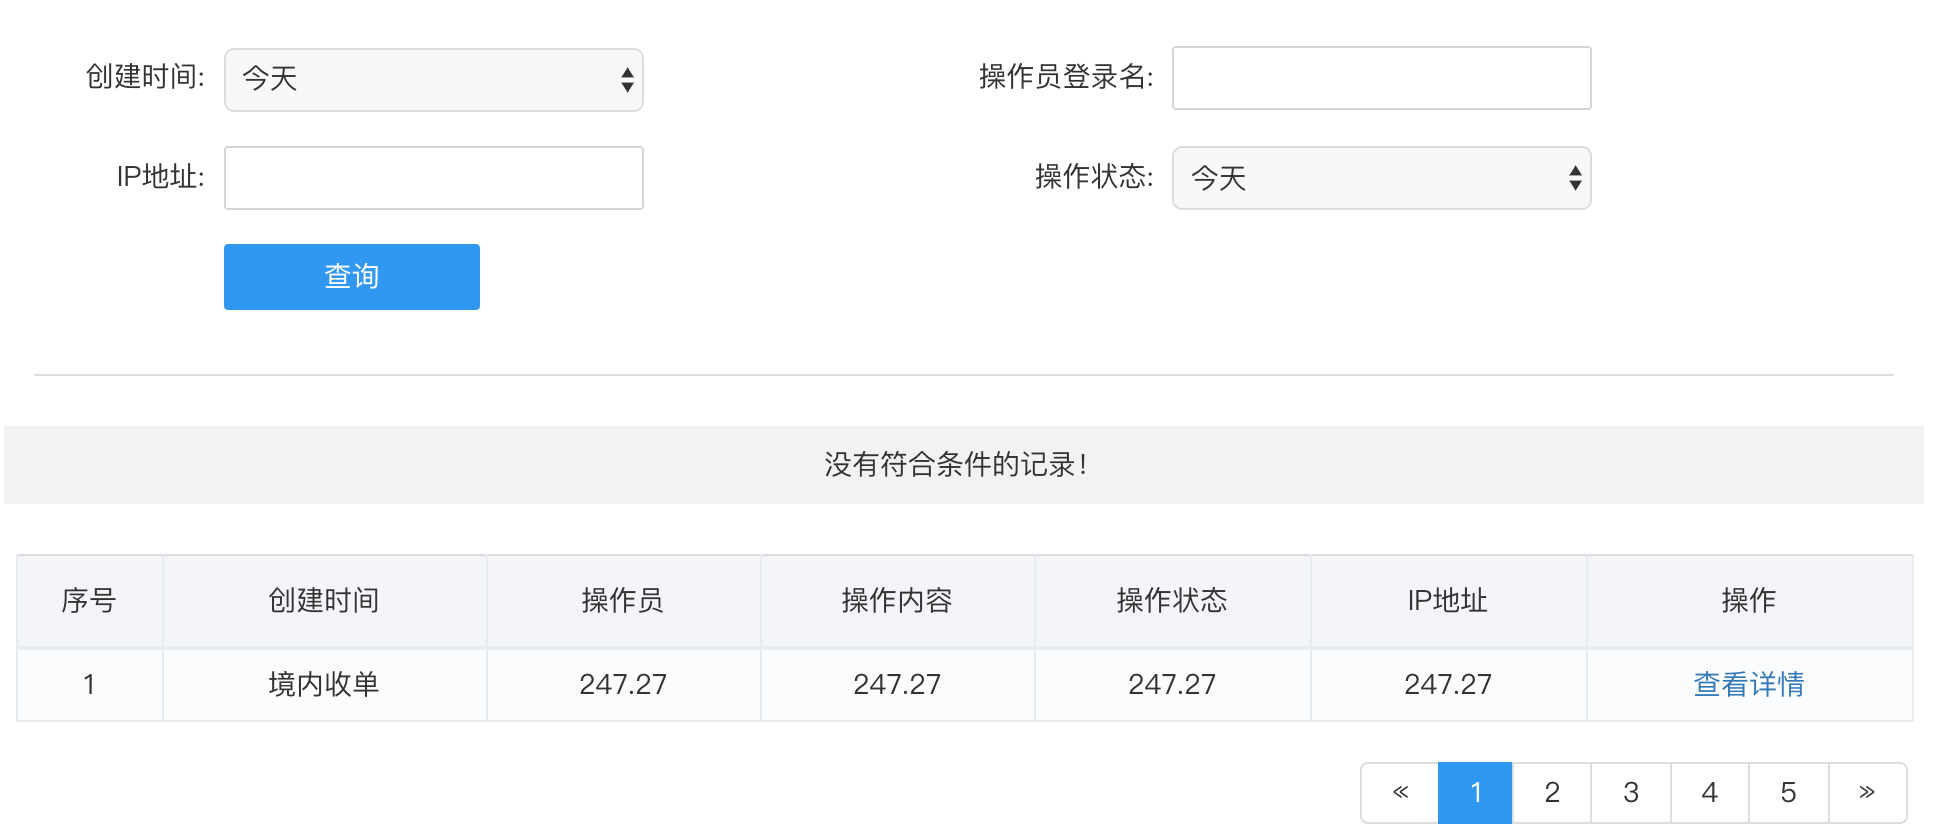 创建时间: 今天 操作员登录名:
IP地址: 操作状态: 今天
查询
没有符合条件的记录!
序号 创建时间 操作员 操作内容 操作状态 IP地址 操作
1 境内收单 247.27 247.27 247.27 247.27 查看详情
« 1 2 3 4 5 »